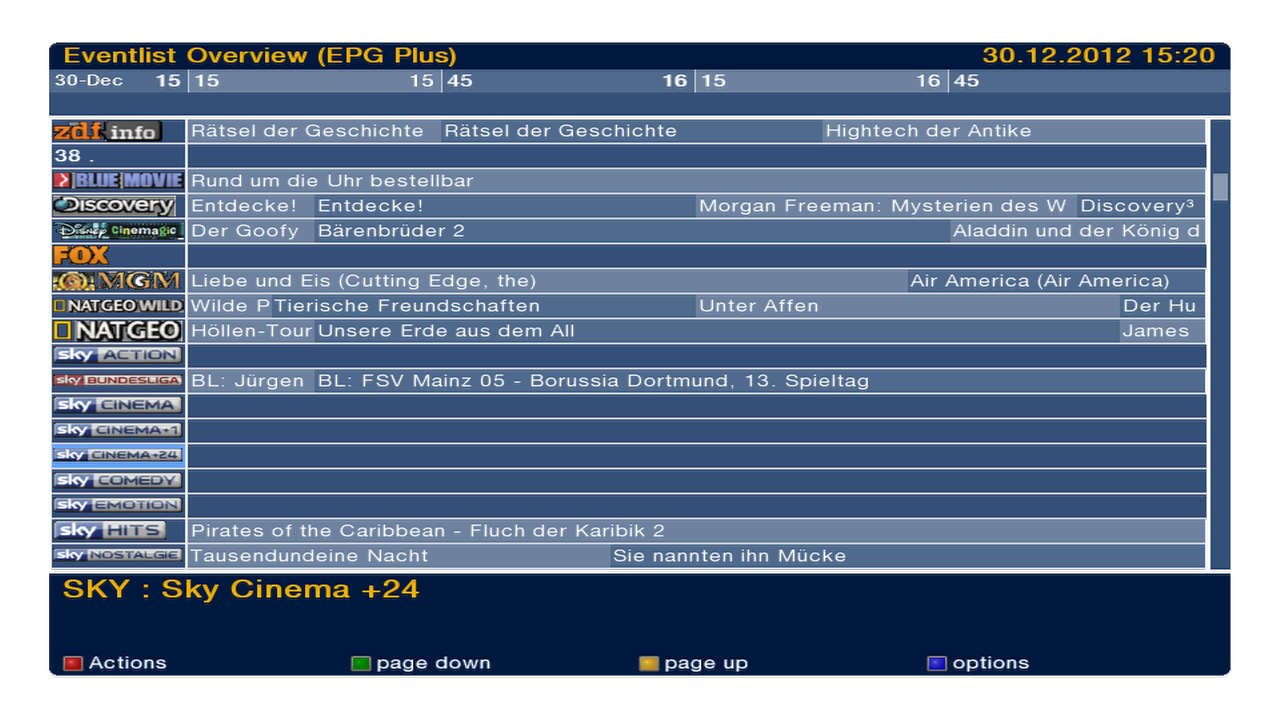 Eventlist Overview (EPG Plus) 30.12.2012 15:20
30-Dec 15 15 15 45 16 15 16 45
zdf info Rätsel der Geschichte Rätsel der Geschichte Hightech der Antike
38 .
BLUE MOVIE Rund um die Uhr bestellbar
Discovery Entdecke! Entdecke! Morgan Freeman: Mysterien des W Discovery³
Disney Cinemagic Der Goofy Bärenbrüder 2 Aladdin und der König d
FOX
MGM Liebe und Eis (Cutting Edge, the) Air America (Air America)
NAT GEO WILD Wilde P Tierische Freundschaften Unter Affen Der Hu
NAT GEO Höllen-Tour Unsere Erde aus dem All James
sky ACTION
sky BUNDESLIGA BL: Jürgen BL: FSV Mainz 05 - Borussia Dortmund, 13. Spieltag
sky CINEMA
sky CINEMA+1
sky CINEMA+24
sky COMEDY
sky EMOTION
sky HITS Pirates of the Caribbean - Fluch der Karibik 2
sky NOSTALGIE Tausendundeine Nacht Sie nannten ihn Mücke
SKY : Sky Cinema +24
Actions page down page up options